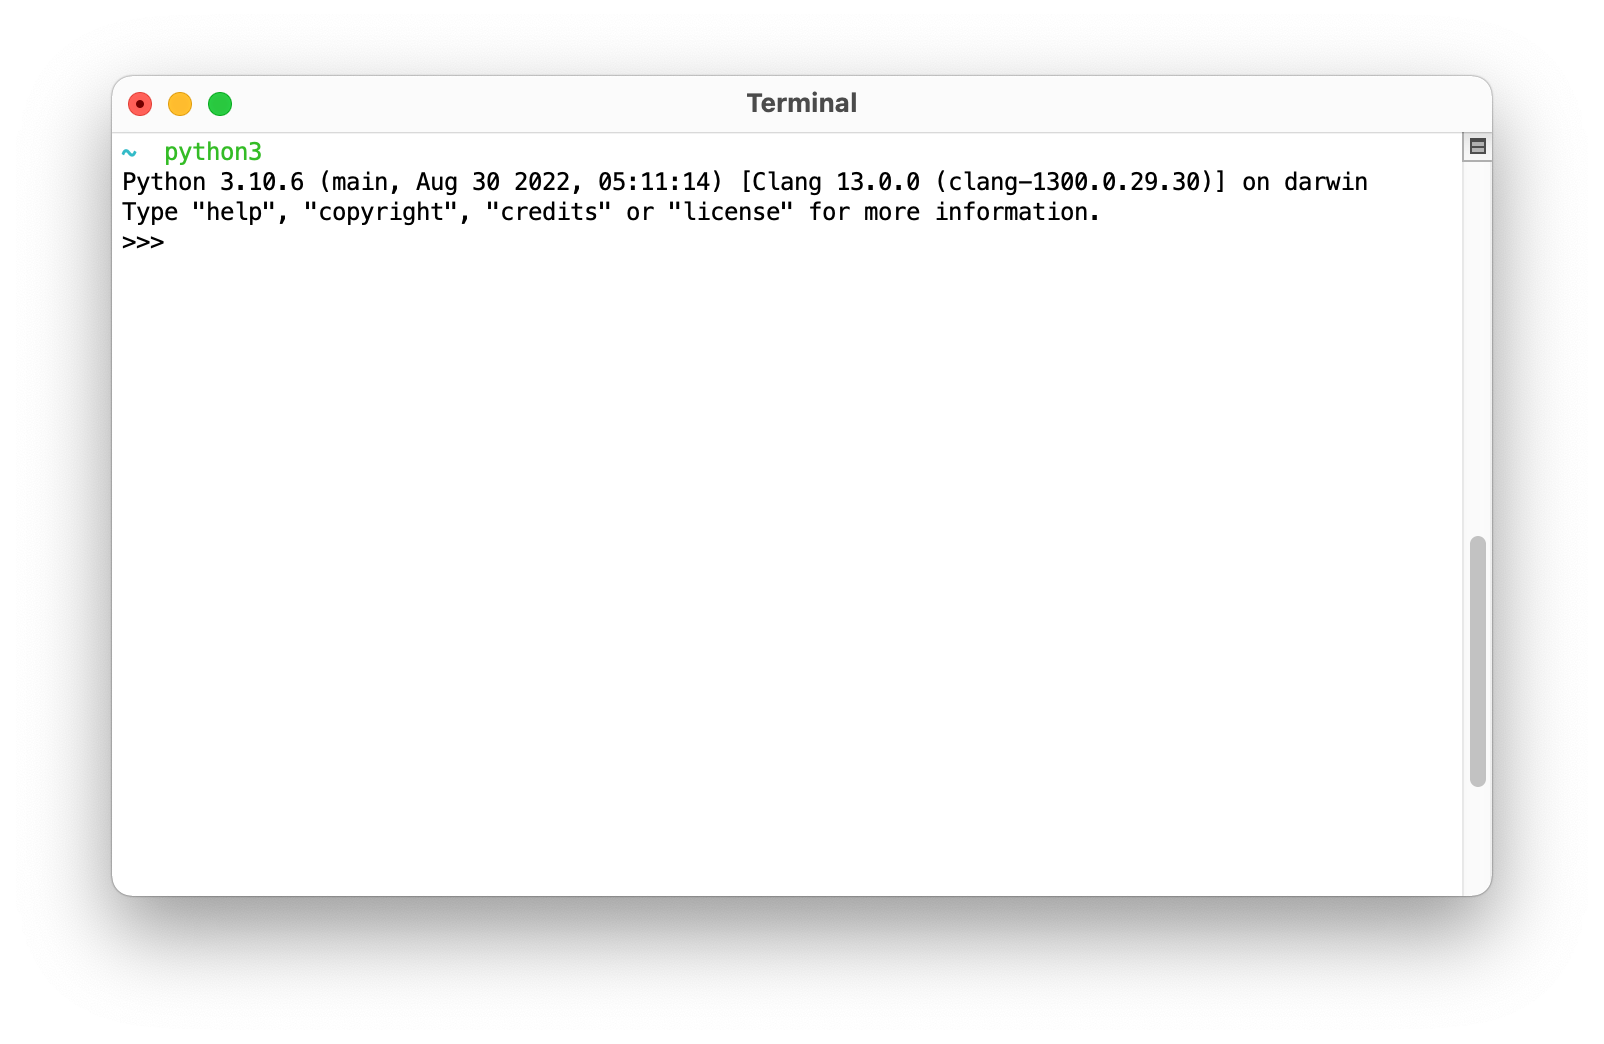 Terminal
~ python3
Python 3.10.6 (main, Aug 30 2022, 05:11:14) [Clang 13.0.0 (clang-1300.0.29.30)] on darwin
Type "help", "copyright", "credits" or "license" for more information.
>>>